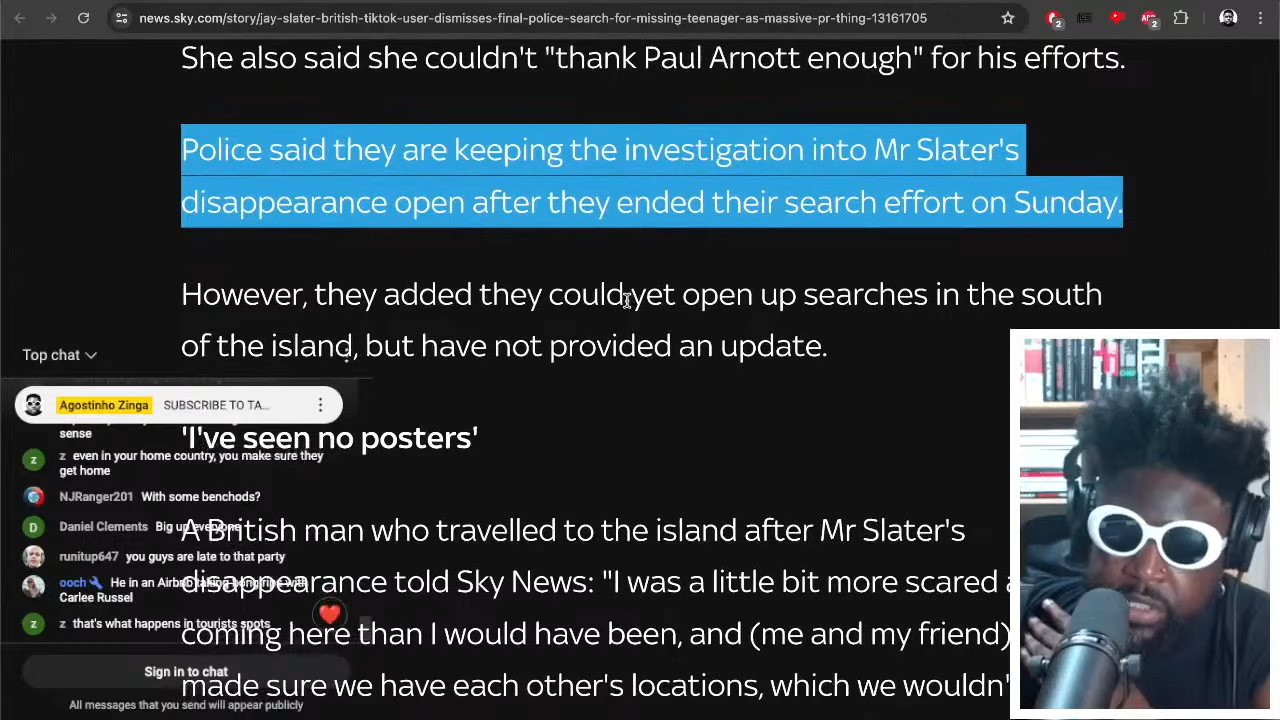 news.sky.com/story/jay-slater-british-tiktok-user-dismisses-final-police-search-for-missing-teenager-as-massive-pr-thing-13161705
2
2
She also said she couldn't "thank Paul Arnott enough" for his efforts.
Police said they are keeping the investigation into Mr Slater's
disappearance open after they ended their search effort on Sunday.
However, they added they could yet open up searches in the south
of the island, but have not provided an update.
Top chat
Agostinho Zinga SUBSCRIBE TO TA...
sense
'I've seen no posters'
z even in your home country, you make sure they
get home
NJRanger201 With some benchods?
Daniel Clements Big up everyone
A British man who travelled to the island after Mr Slater's
runitup647 you guys are late to that party
ooch He in an Airbnb taking bong rips with
Carlee Russel
disappearance told Sky News: "I was a little bit more scared
z that's what happens in tourists spots
coming here than I would have been, and (me and my friend)
Sign in to chat
made sure we have each other's locations, which we wouldn'
All messages that you send will appear publicly